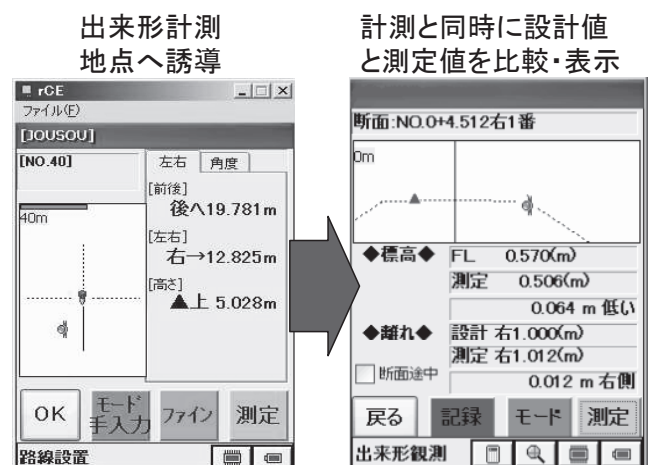 出来形計測
地点へ誘導
rCE
ファイル(F)
[JOUSOU]
[NO.40]
左右 角度
40m
[前後]
後へ19.781m
[左右]
右→12.825m
[高さ]
▲上 5.028m
OK モード手入力 ファイン 測定
路線設置
計測と同時に設計値
と測定値を比較・表示
断面:NO.0+4.512右1番
0m
◆標高◆ FL 0.570(m)
測定 0.506(m)
0.064 m 低い
◆離れ◆ 設計 右1.000(m)
測定 右1.012(m)
断面途中
0.012 m 右側
戻る 記録 モード 測定
出来形観測